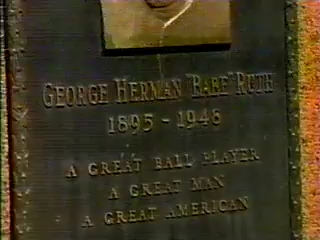 GEORGE HERMAN "BABE" RUTH
1895 - 1948
A GREAT BALL PLAYER
A GREAT MAN
A GREAT AMERICAN